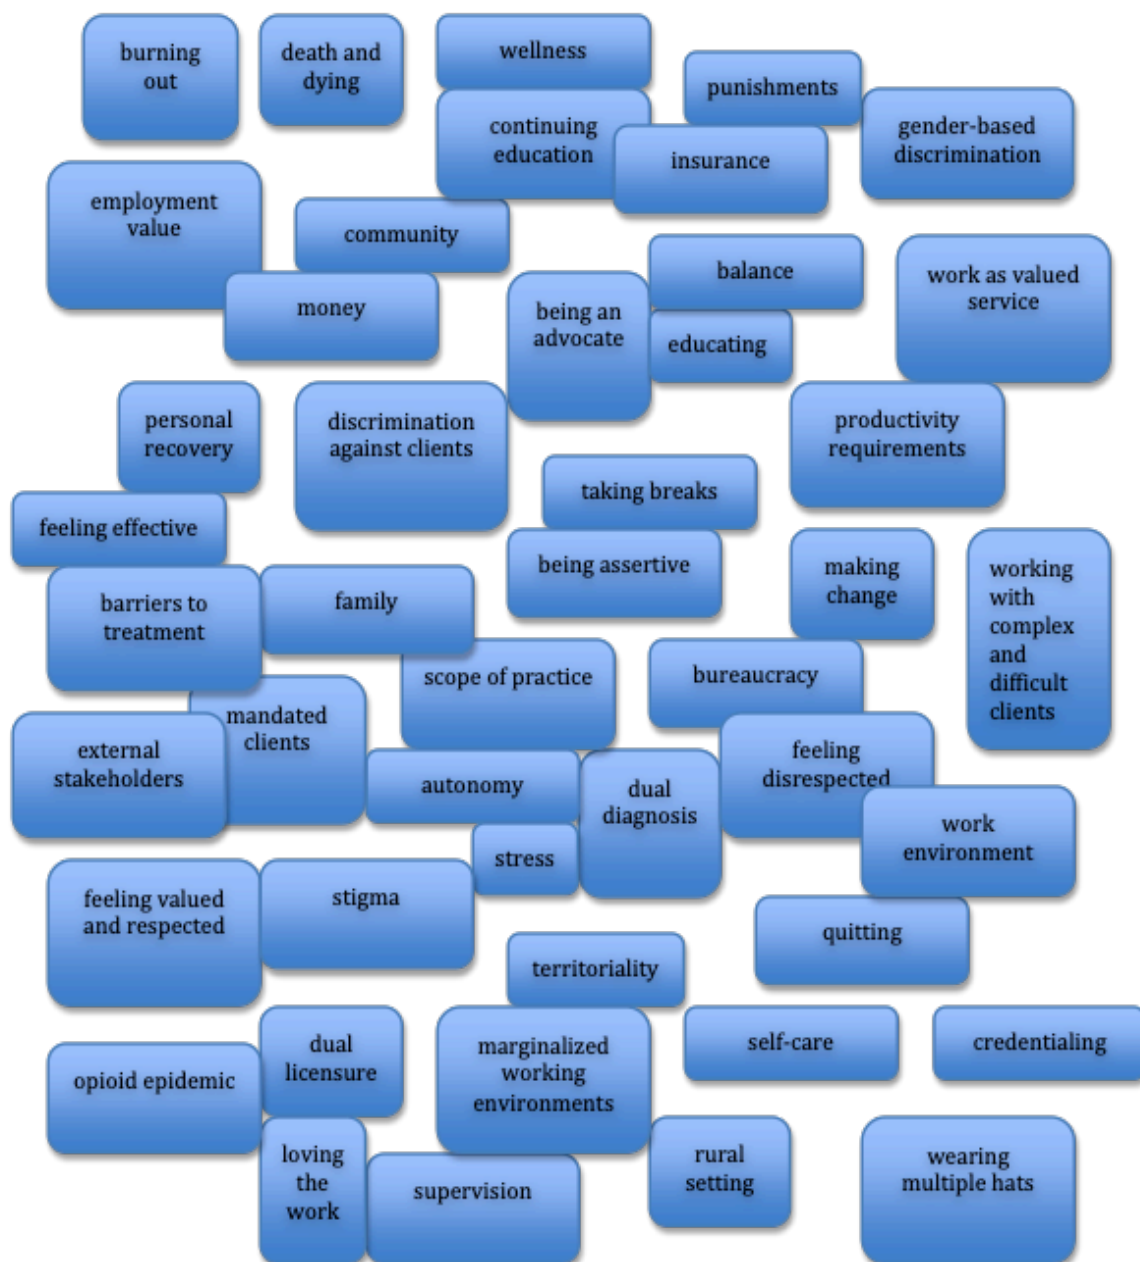 burning
out
death and
dying
wellness
punishments
continuing
education
insurance
gender-based
discrimination
employment
value
community
money
being an
advocate
balance
educating
work as valued
service
personal
recovery
discrimination
against clients
productivity
requirements
taking breaks
feeling effective
being assertive
making
change
working
with
complex
and
difficult
clients
barriers to
treatment
family
scope of practice
bureaucracy
mandated
clients
external
stakeholders
autonomy
dual
diagnosis
feeling
disrespected
work
environment
stress
feeling valued
and respected
stigma
quitting
territoriality
dual
licensure
marginalized
working
environments
self-care
credentialing
opioid epidemic
loving
the
work
supervision
rural
setting
wearing
multiple hats